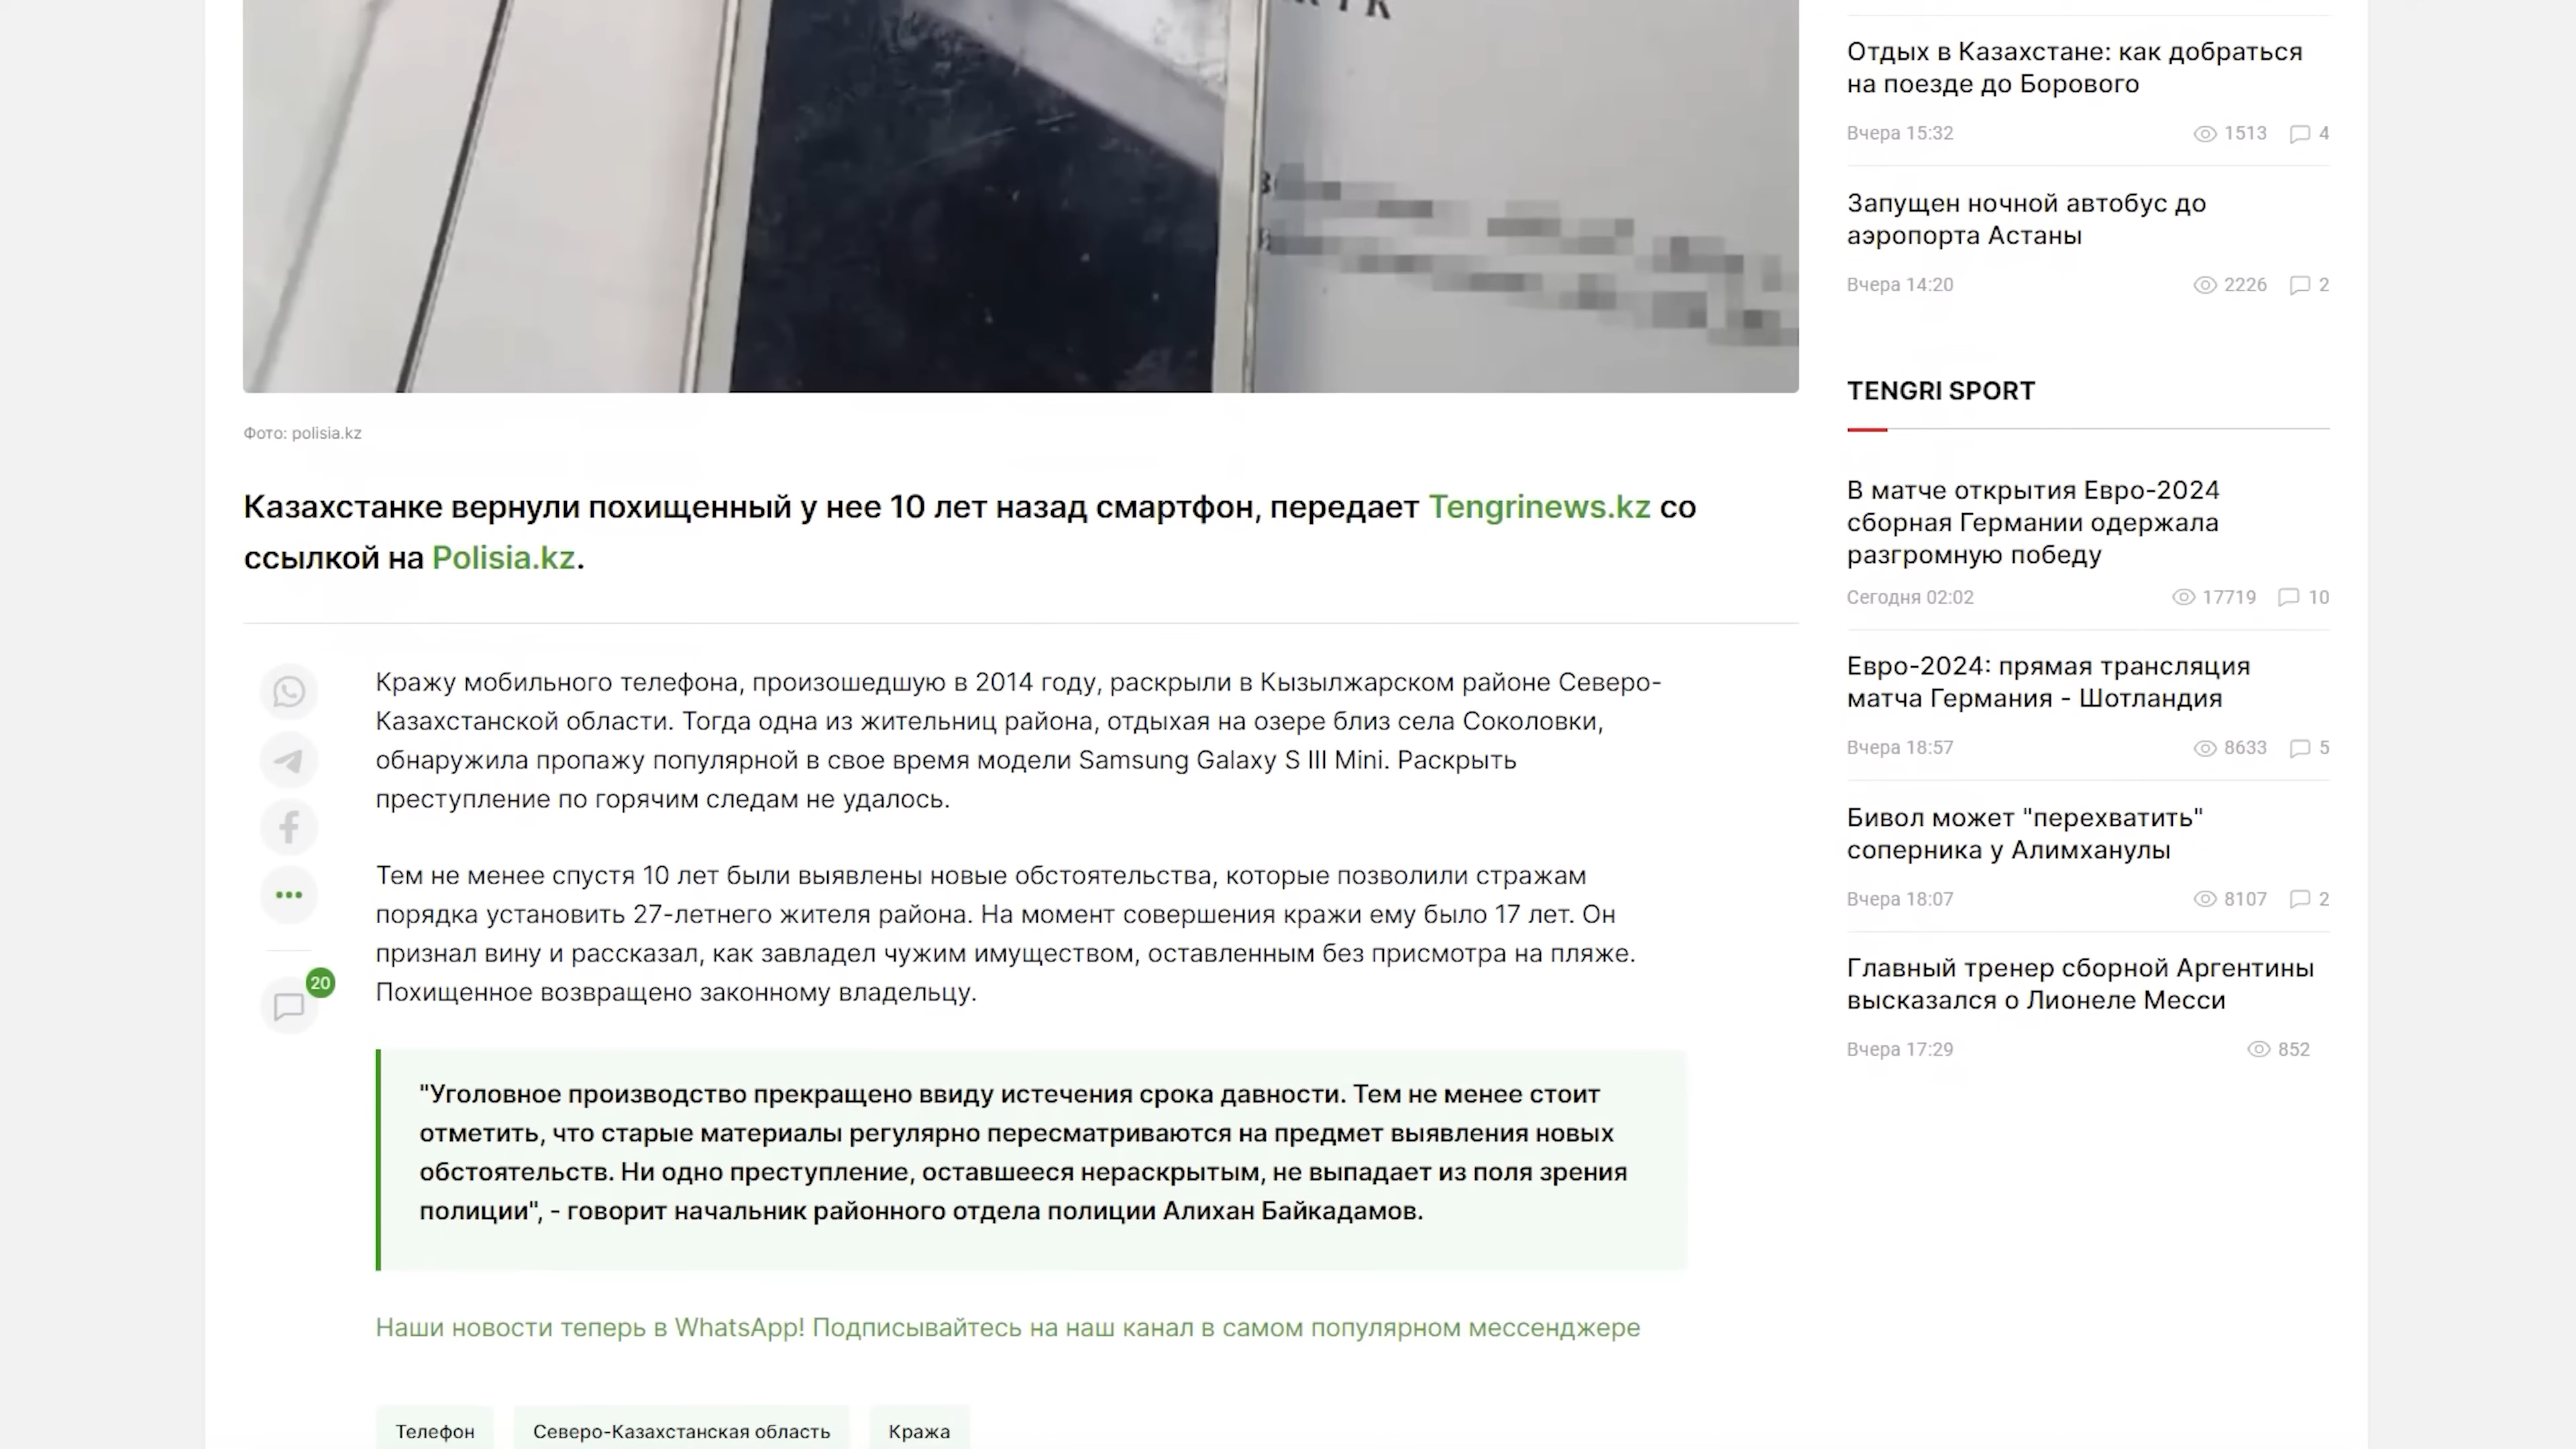 Фото: polisia.kz
Казахстанке вернули похищенный у нее 10 лет назад смартфон, передает Tengrinews.kz со
ссылкой на Polisia.kz.
20
Кражу мобильного телефона, произошедшую в 2014 году, раскрыли в Кызылжарском районе Северо-
Казахстанской области. Тогда одна из жительниц района, отдыхая на озере близ села Соколовки,
обнаружила пропажу популярной в свое время модели Samsung Galaxy S III Mini. Раскрыть
преступление по горячим следам не удалось.
Тем не менее спустя 10 лет были выявлены новые обстоятельства, которые позволили стражам
порядка установить 27-летнего жителя района. На момент совершения кражи ему было 17 лет. Он
признал вину и рассказал, как завладел чужим имуществом, оставленным без присмотра на пляже.
Похищенное возвращено законному владельцу.
"Уголовное производство прекращено ввиду истечения срока давности. Тем не менее стоит
отметить, что старые материалы регулярно пересматриваются на предмет выявления новых
обстоятельств. Ни одно преступление, оставшееся нераскрытым, не выпадает из поля зрения
полиции", - говорит начальник районного отдела полиции Алихан Байкадамов.
Наши новости теперь в WhatsApp! Подписывайтесь на наш канал в самом популярном мессенджере
Телефон Северо-Казахстанская область Кража
Отдых в Казахстане: как добраться
на поезде до Борового
Вчера 15:32 1513 4
Запущен ночной автобус до
аэропорта Астаны
Вчера 14:20 2226 2
TENGRI SPORT
В матче открытия Евро-2024
сборная Германии одержала
разгромную победу
Сегодня 02:02 17719 10
Евро-2024: прямая трансляция
матча Германия - Шотландия
Вчера 18:57 8633 5
Бивол может "перехватить"
соперника у Алимханулы
Вчера 18:07 8107 2
Главный тренер сборной Аргентины
высказался о Лионеле Месси
Вчера 17:29 852